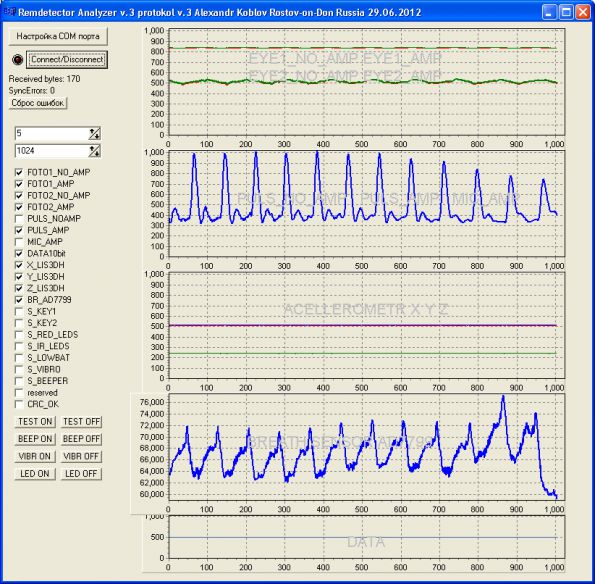 Remdetector Analyzer v.3 protokol v.3 Alexandr Koblov Rostov-on-Don Russia 29.06.2012
Настройка COM порта
Connect/Disconnect
Received bytes: 170
SyncErrors: 0
Сброс ошибок
5
1024
FOTO1_NO_AMP
FOTO1_AMP
FOTO2_NO_AMP
FOTO2_AMP
PULS_NOAMP
PULS_AMP
MIC_AMP
DATA10bit
X_LIS3DH
Y_LIS3DH
Z_LIS3DH
BR_AD7799
S_KEY1
S_KEY2
S_RED_LEDS
S_IR_LEDS
S_LOWBAT
S_VIBRO
S_BEEPER
reserved
CRC_OK
TEST ON TEST OFF
BEEP ON BEEP OFF
VIBR ON VIBR OFF
LED ON LED OFF
1,000
900
EYE1_NO_AMP EYE1_AMP
800
700
EYE2_NO_AMP EYE2_AMP
600
500
400
300
200
100
0
0 100 200 300 400 500 600 700 800 900 1,000
1,000
900
800
700
600
PULS_NO_AMP PULS_AMP MIC_AMP
500
400
300
200
100
0
0 100 200 300 400 500 600 700 800 900 1,000
1,000
900
800
700
ACELLEROMETR X Y Z
600
500
400
300
200
100
0
0 100 200 300 400 500 600 700 800 900 1,000
76,000
74,000
72,000
70,000
BREATH SENSOR AD7799
68,000
66,000
64,000
62,000
60,000
0 100 200 300 400 500 600 700 800 900 1,000
1,000
500
DATA
0
0 100 200 300 400 500 600 700 800 900 1,000